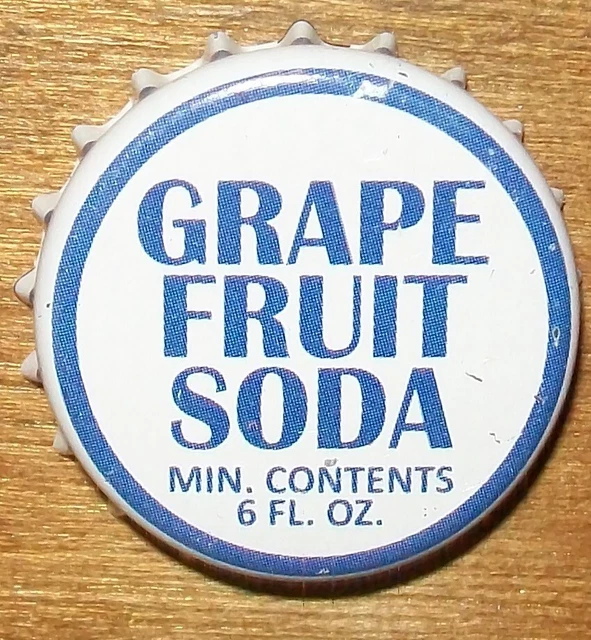 GRAPE
FRUIT
SODA
MIN. CONTENTS
6 FL. OZ.